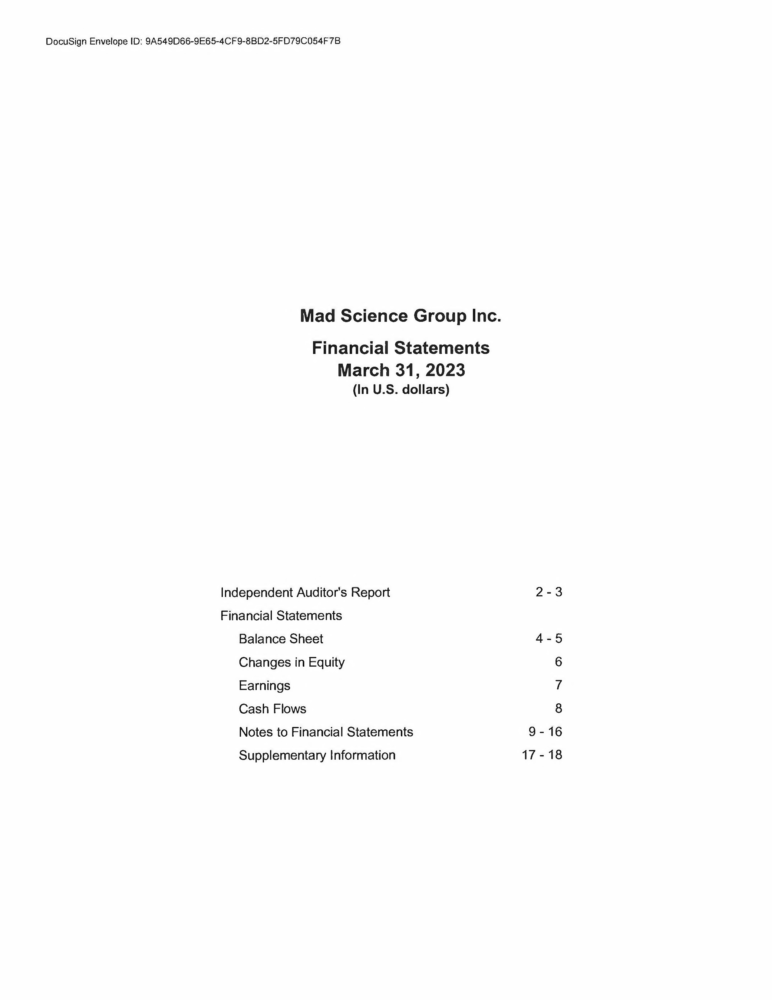 DocuSign Envelope ID: 9A549D66-9E65-4CF9-8BD2-5FD79C054F7B
Mad Science Group Inc.
Financial Statements
March 31, 2023
(In U.S. dollars)
Independent Auditor's Report 2 - 3
Financial Statements
Balance Sheet 4 - 5
Changes in Equity 6
Earnings 7
Cash Flows 8
Notes to Financial Statements 9 - 16
Supplementary Information 17 - 18